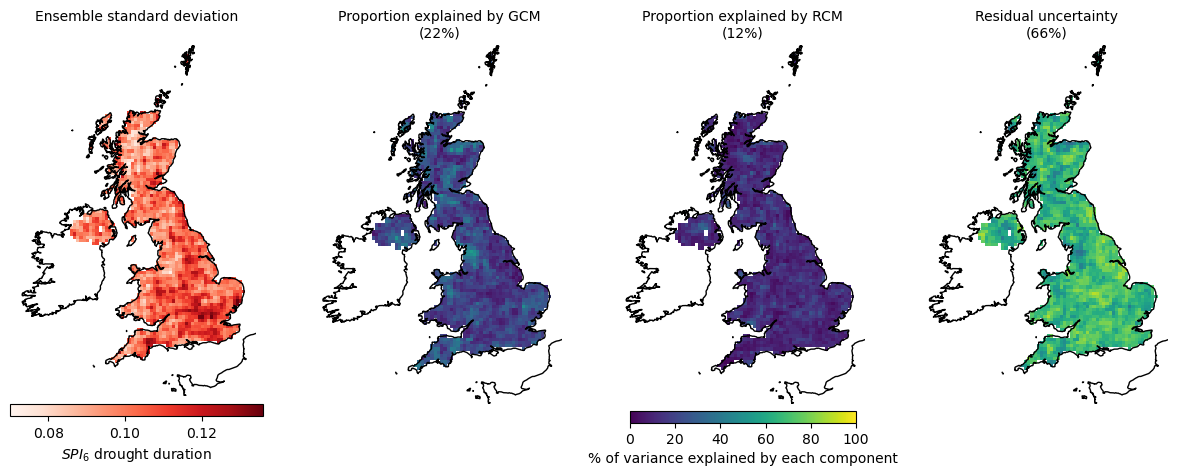 Ensemble standard deviation
Proportion explained by GCM
(22%)
Proportion explained by RCM
(12%)
Residual uncertainty
(66%)
0.08 0.10 0.12
SPI6 drought duration
0 20 40 60 80 100
% of variance explained by each component